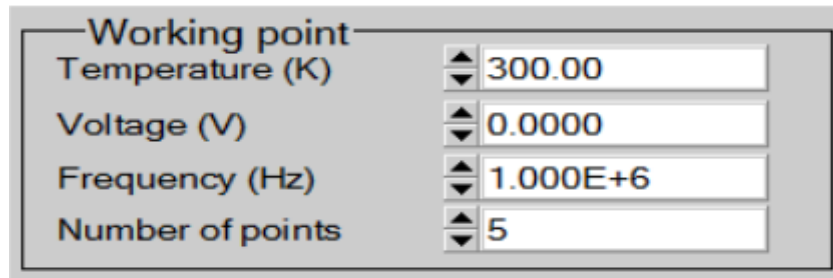 Working point
Temperature (K) 300.00
Voltage (V) 0.0000
Frequency (Hz) 1.000E+6
Number of points 5